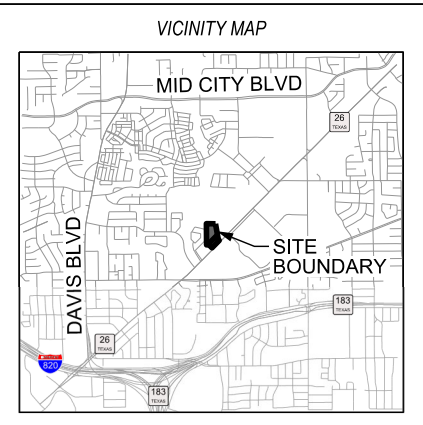 VICINITY MAP
MID CITY BLVD
26
TEXAS
DAVIS BLVD
SITE
BOUNDARY
183
TEXAS
26
TEXAS
820
183
TEXAS